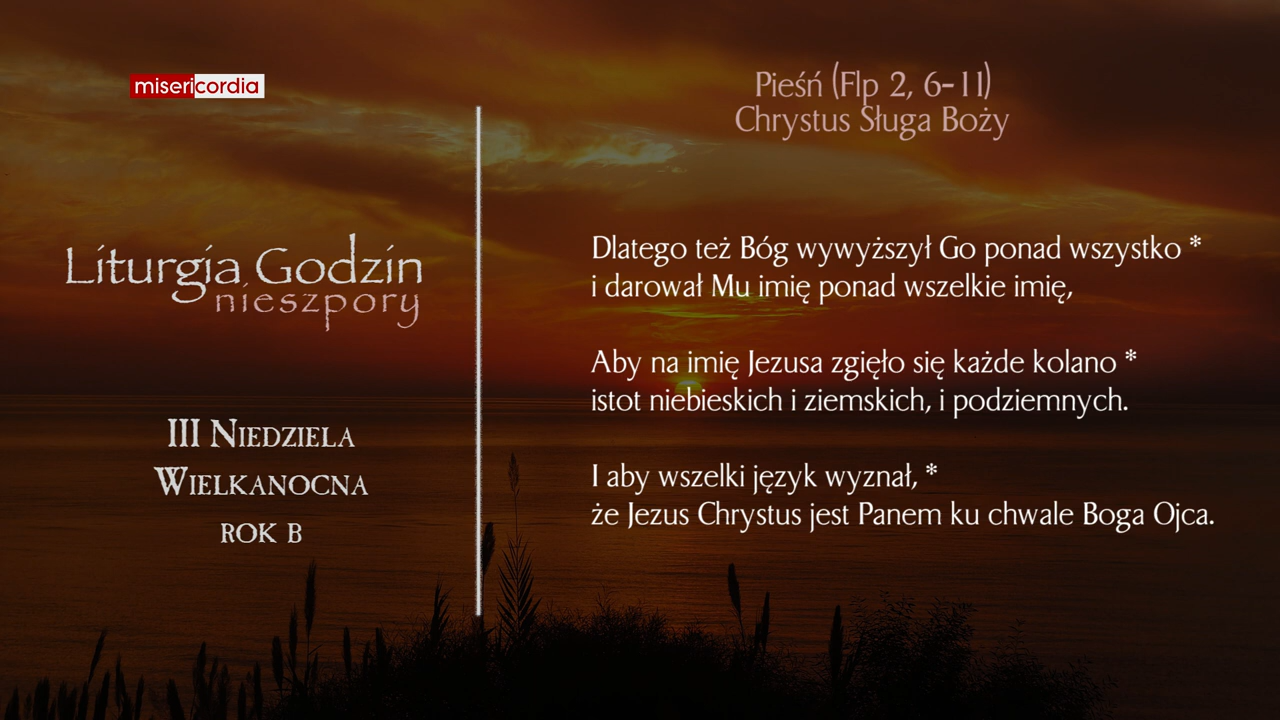 misericordia
Liturgia Godzin
nieszpory
III Niedziela
Wielkanocna
rok B
Pieśń (Flp 2, 6-11)
Chrystus Sługa Boży
Dlatego też Bóg wywyższył Go ponad wszystko *
i darował Mu imię ponad wszelkie imię,
Aby na imię Jezusa zgięło się każde kolano *
istot niebieskich i ziemskich, i podziemnych.
I aby wszelki język wyznał, *
że Jezus Chrystus jest Panem ku chwale Boga Ojca.